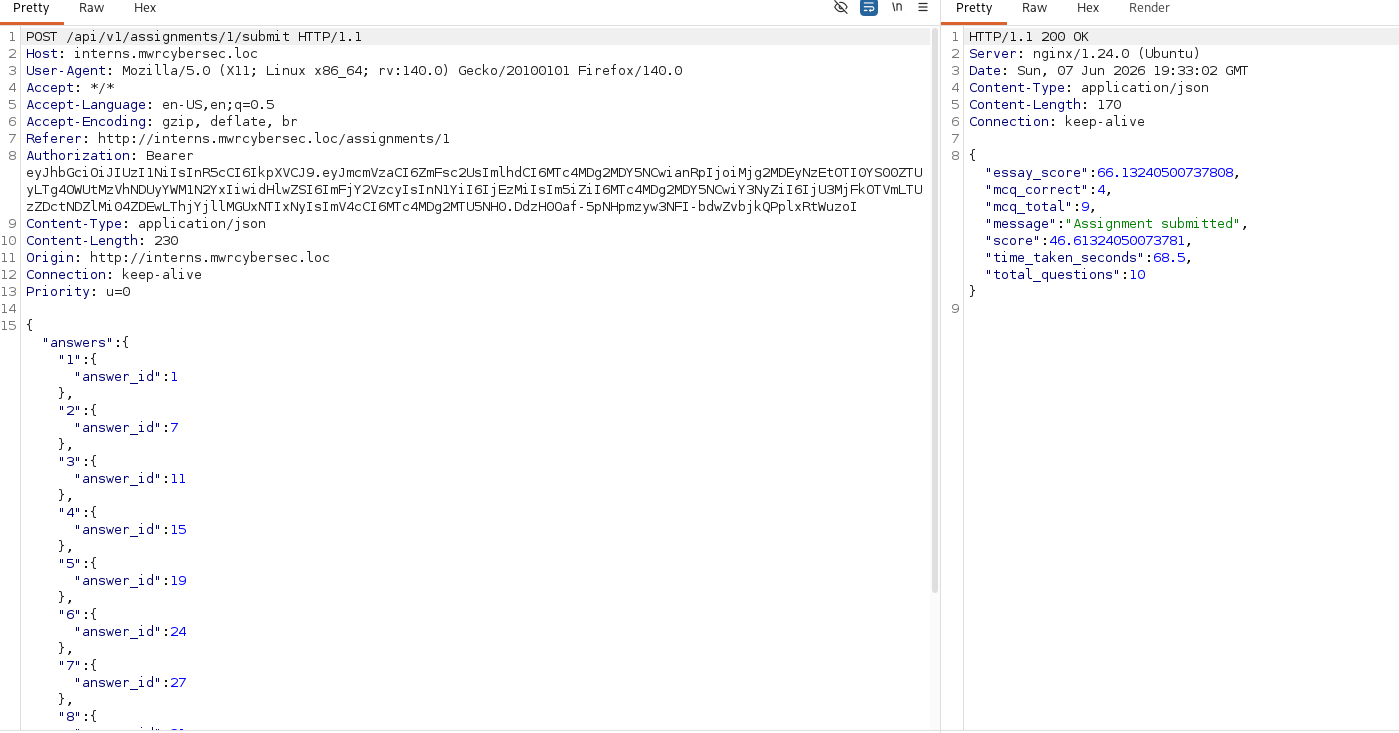 Pretty Raw Hex \n
1 POST /api/v1/assignments/1/submit HTTP/1.1
2 Host: interns.mwrcybersec.loc
3 User-Agent: Mozilla/5.0 (X11; Linux x86_64; rv:140.0) Gecko/20100101 Firefox/140.0
4 Accept: */*
5 Accept-Language: en-US,en;q=0.5
6 Accept-Encoding: gzip, deflate, br
7 Referer: http://interns.mwrcybersec.loc/assignments/1
8 Authorization: Bearer
9 Content-Type: application/json
10 Content-Length: 230
11 Origin: http://interns.mwrcybersec.loc
12 Connection: keep-alive
13 Priority: u=0
14
15 {
"answers":{
"1":{
"answer_id":1
},
"2":{
"answer_id":7
},
"3":{
"answer_id":11
},
"4":{
"answer_id":15
},
"5":{
"answer_id":19
},
"6":{
"answer_id":24
},
"7":{
"answer_id":27
},
"8":{
Pretty Raw Hex Render
1 HTTP/1.1 200 OK
2 Server: nginx/1.24.0 (Ubuntu)
3 Date: Sun, 07 Jun 2026 19:33:02 GMT
4 Content-Type: application/json
5 Content-Length: 170
6 Connection: keep-alive
7
8 {
"essay_score":66.13240500737808,
"mcq_correct":4,
"mcq_total":9,
"message":"Assignment submitted",
"score":46.61324050073781,
"time_taken_seconds":68.5,
"total_questions":10
}
9